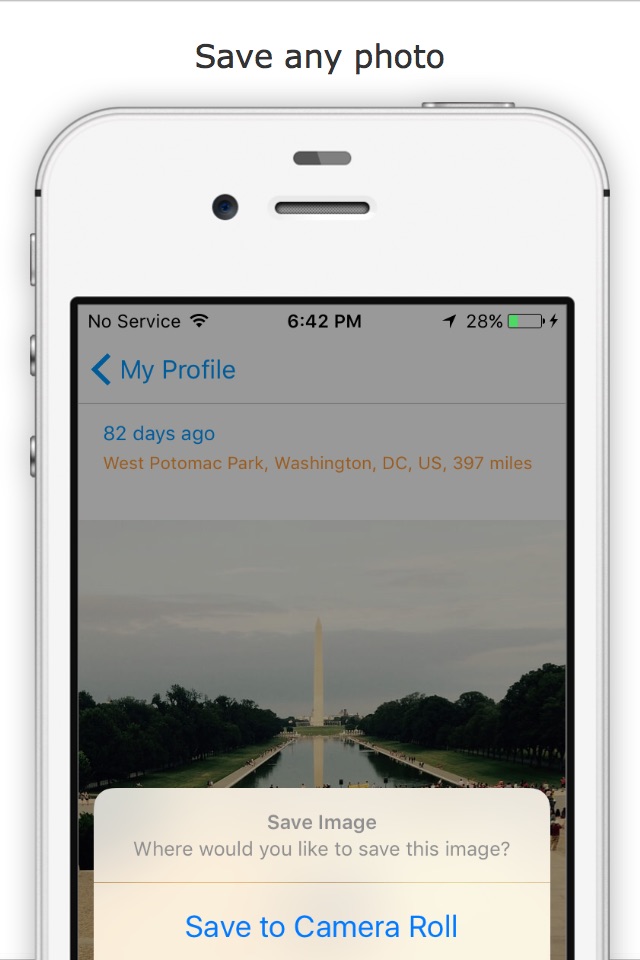 Save any photo
No Service 6:42 PM 28%
My Profile
82 days ago
West Potomac Park, Washington, DC, US, 397 miles
Save Image
Where would you like to save this image?
Save to Camera Roll